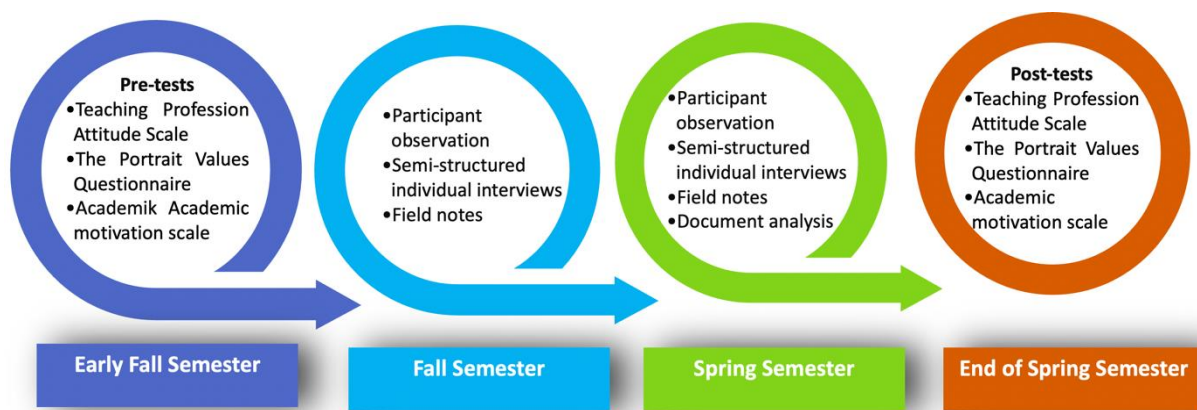 Pre-tests
•Teaching Profession
Attitude Scale
•The Portrait Values
Questionnaire
•Academik Academic
motivation scale
Early Fall Semester
•Participant
observation
•Semi-structured
individual interviews
•Field notes
Fall Semester
•Participant
observation
•Semi-structured
individual interviews
•Field notes
•Document analysis
Spring Semester
Post-tests
•Teaching Profession
Attitude Scale
•The Portrait Values
Questionnaire
•Academic
motivation scale
End of Spring Semester